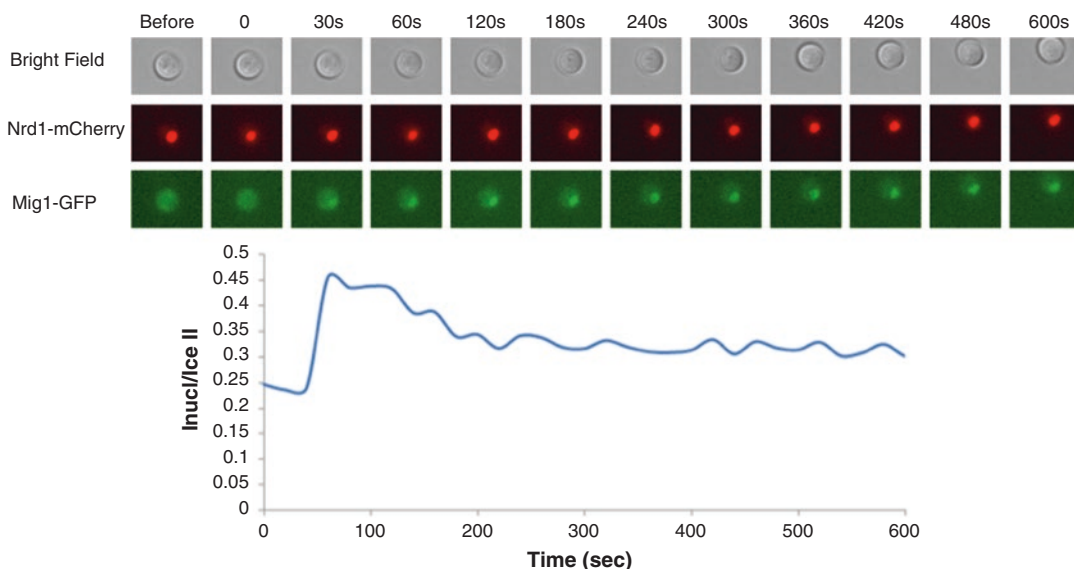 Before 0 30s 60s 120s 180s 240s 300s 360s 420s 480s 600s
Bright Field
Nrd1-mCherry
Mig1-GFP
0.5
0.45
0.4
0.35
0.3
0.25
0.2
0.15
0.1
0.05
0
Inucl/Ice II
0 100 200 300 400 500 600
Time (sec)